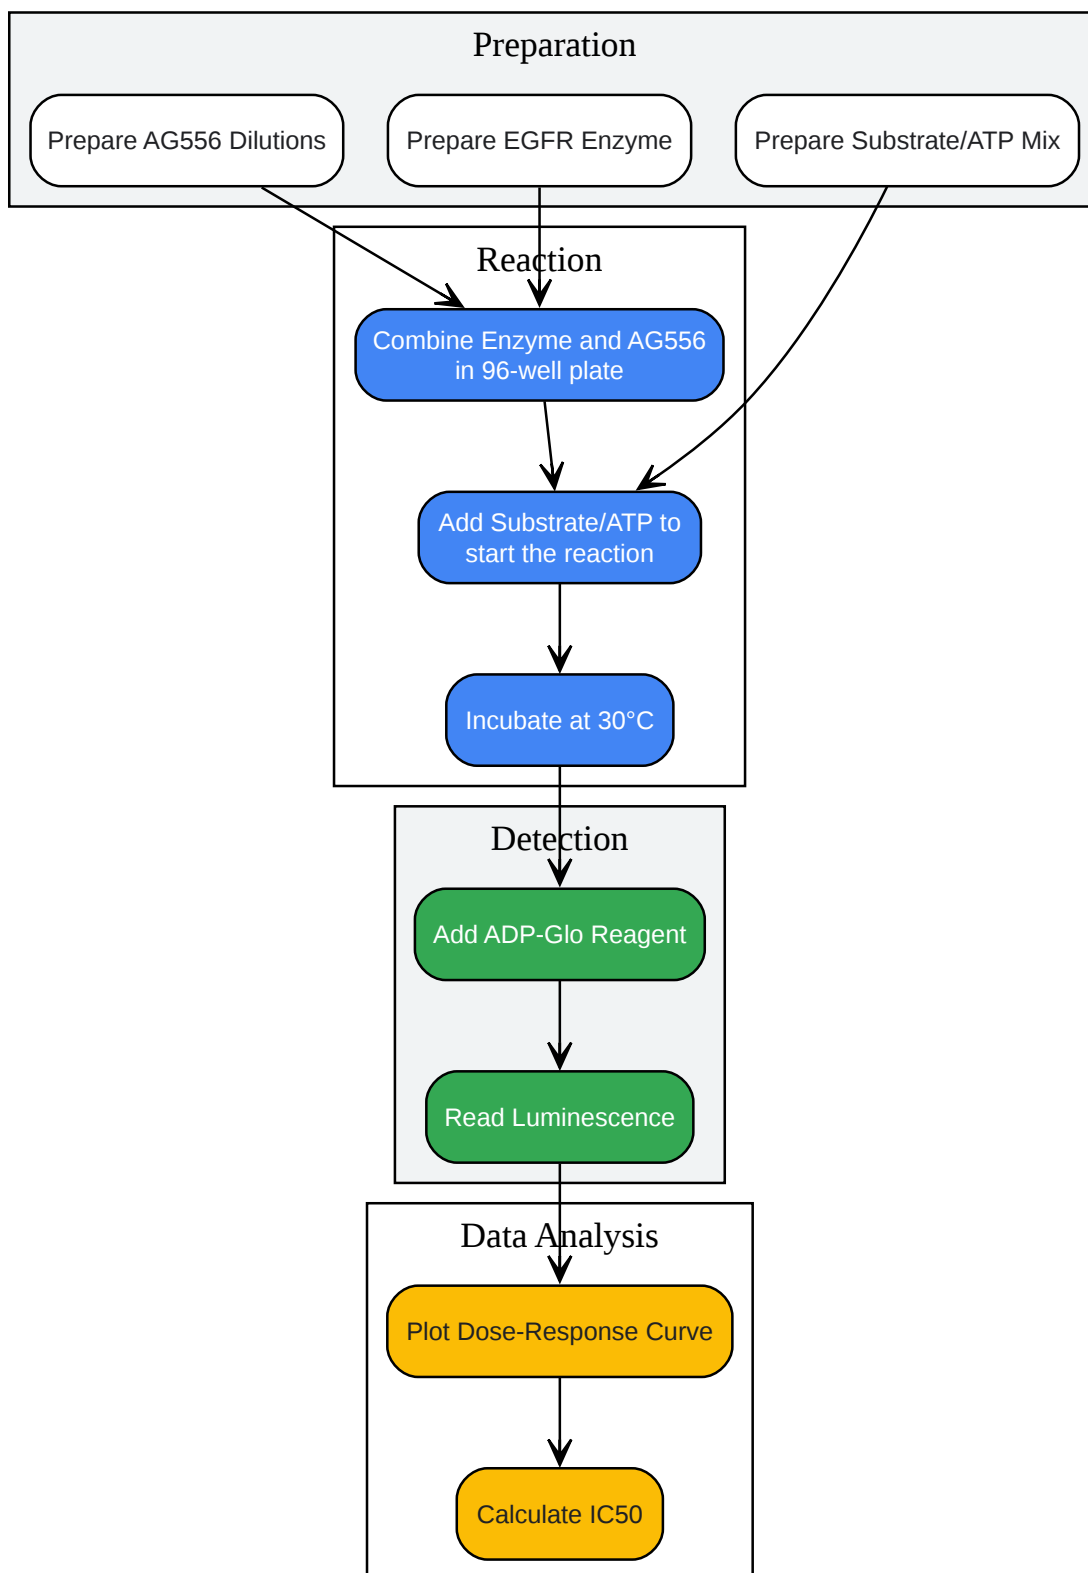 Preparation
Prepare AG556 Dilutions
Prepare EGFR Enzyme
Prepare Substrate/ATP Mix
Reaction
Combine Enzyme and AG556
in 96-well plate
Add Substrate/ATP to
start the reaction
Incubate at 30°C
Detection
Add ADP-Glo Reagent
Read Luminescence
Data Analysis
Plot Dose-Response Curve
Calculate IC50